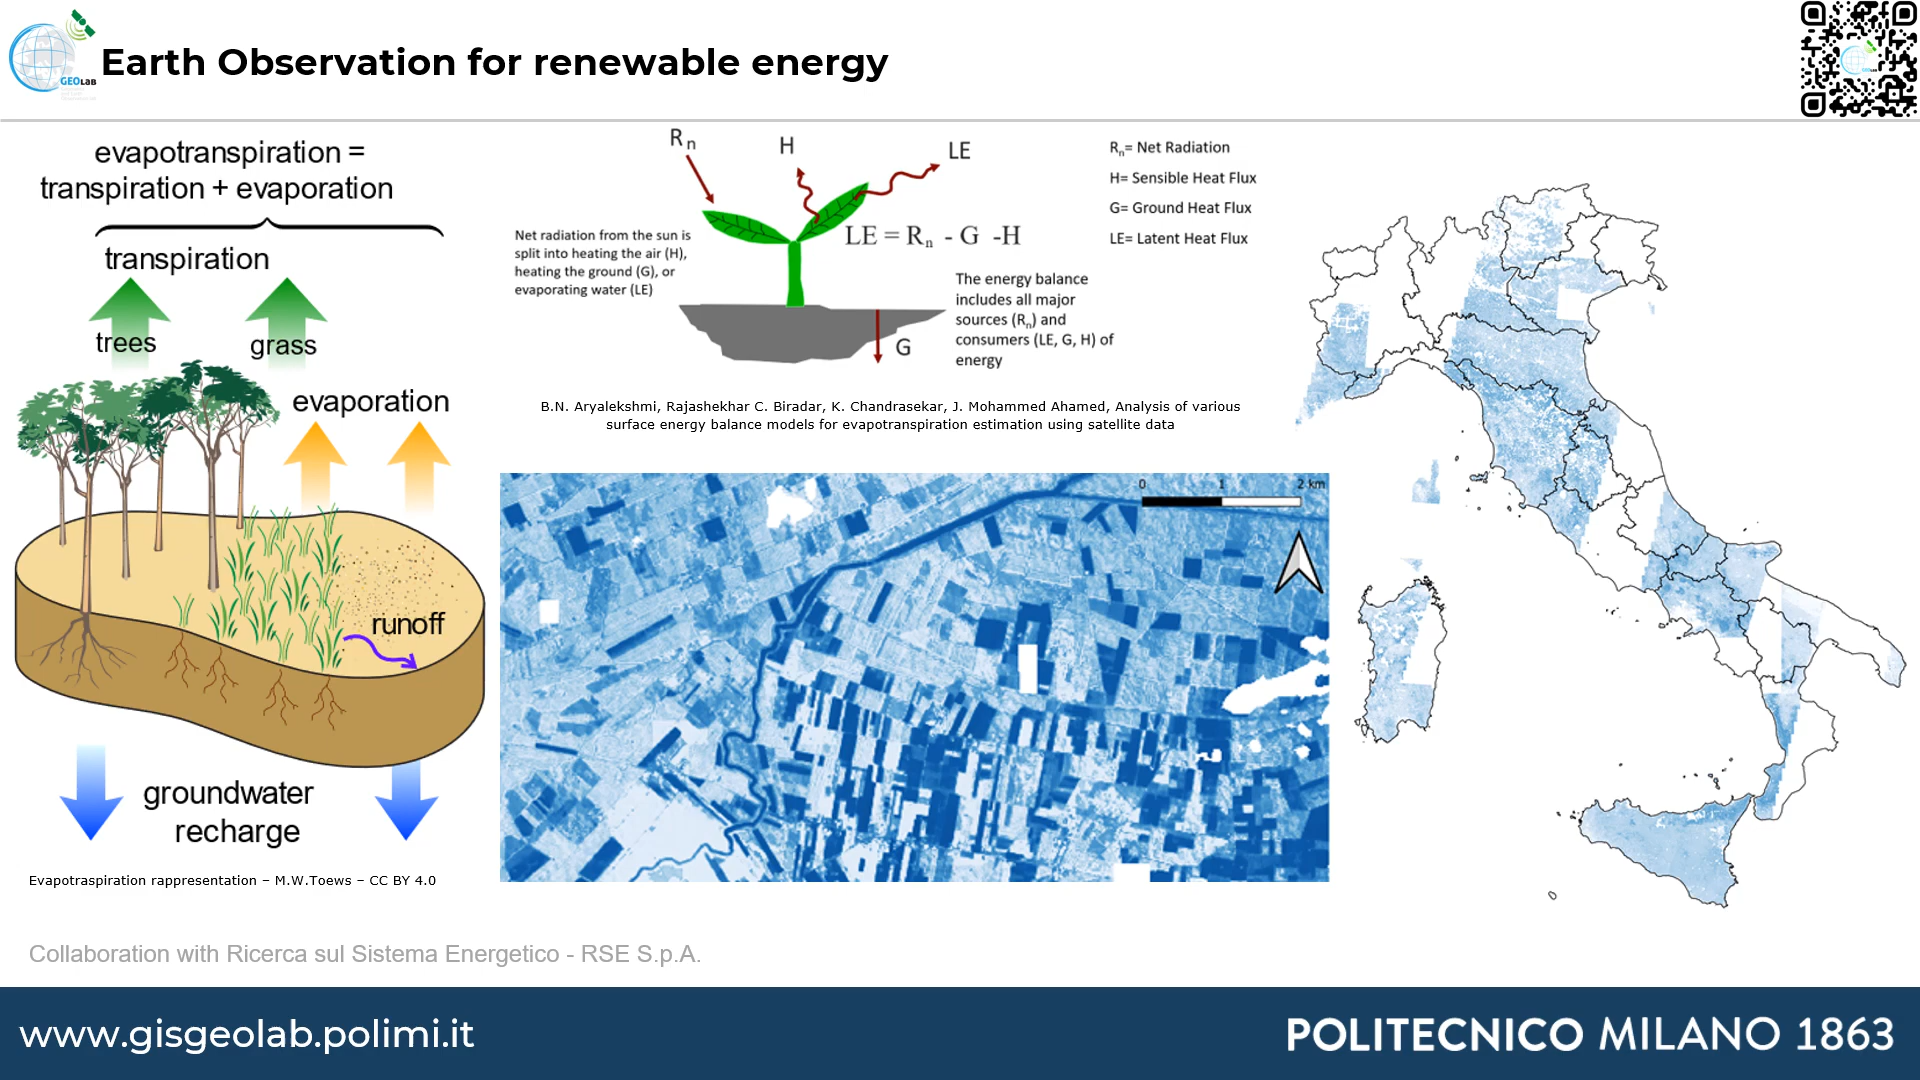 GEOLAB
Earth Observation for renewable energy
evapotranspiration =
transpiration + evaporation
transpiration
trees
grass
evaporation
runoff
groundwater
recharge
Evapotraspiration rappresentation – M.W.Toews – CC BY 4.0
Rn
H
LE
LE = Rn - G -H
Net radiation from the sun is
split into heating the air (H),
heating the ground (G), or
evaporating water (LE)
G
The energy balance
includes all major
sources (Rn) and
consumers (LE, G, H) of
energy
Rn= Net Radiation
H= Sensible Heat Flux
G= Ground Heat Flux
LE= Latent Heat Flux
B.N. Aryalekshmi, Rajashekhar C. Biradar, K. Chandrasekar, J. Mohammed Ahamed, Analysis of various
surface energy balance models for evapotranspiration estimation using satellite data
0 1 2 km
Collaboration with Ricerca sul Sistema Energetico - RSE S.p.A.
www.gisgeolab.polimi.it
POLITECNICO MILANO 1863